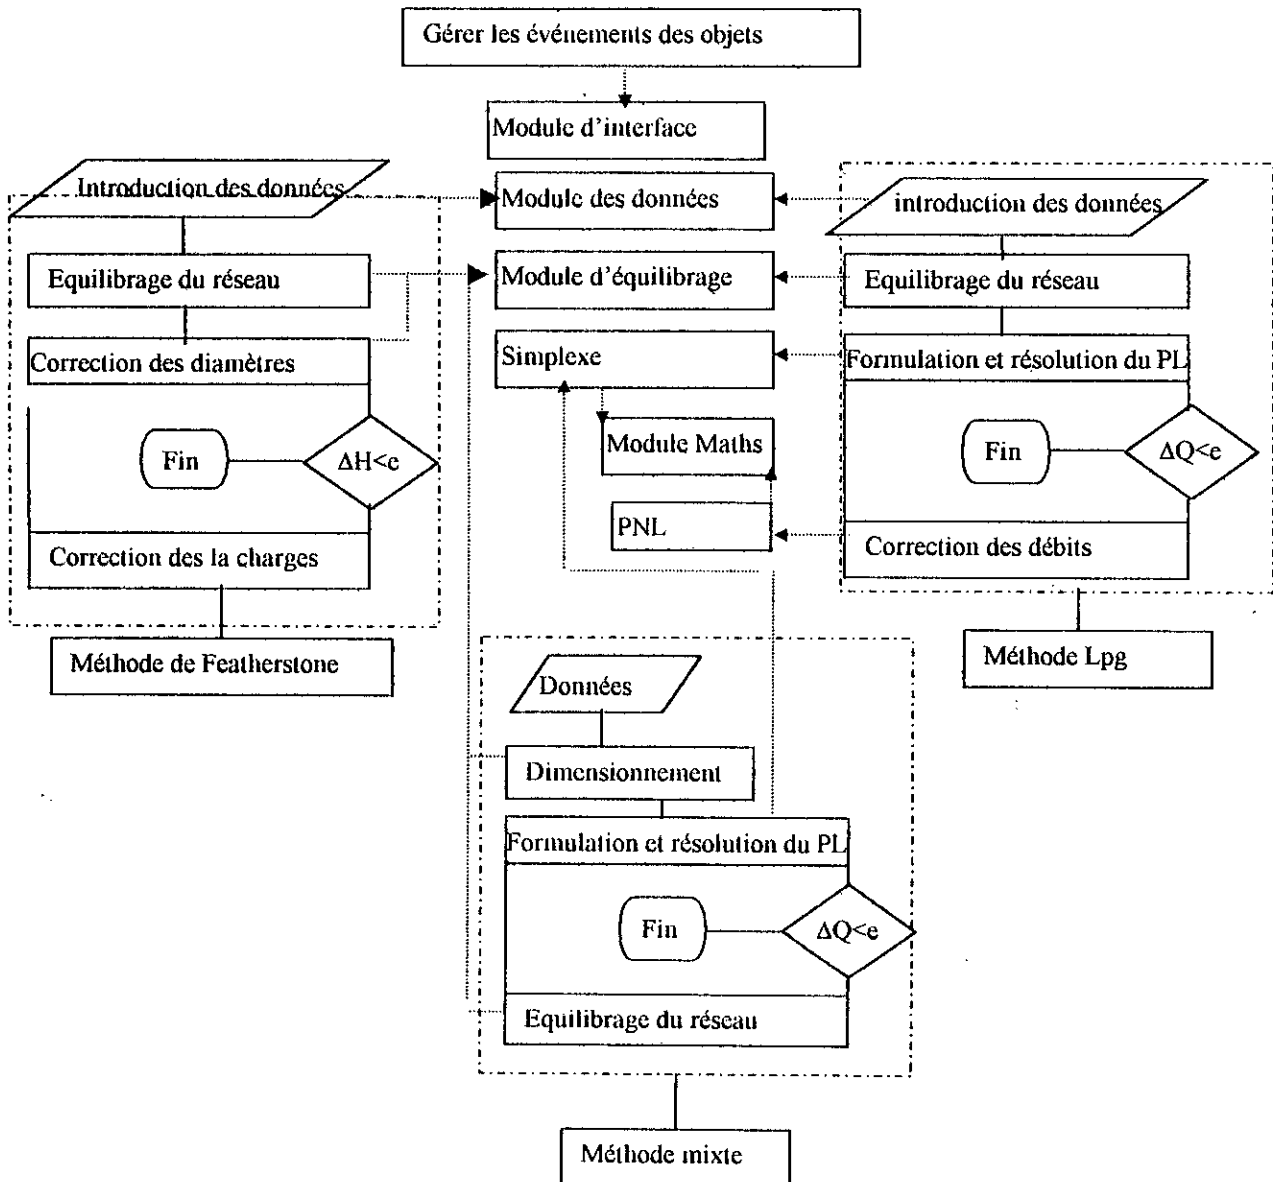 Gérer les événements des objets
Module d'interface
Introduction des données
Module des données
introduction des données
Equilibrage du réseau
Module d'équilibrage
Equilibrage du réseau
Correction des diamètres
Simplexe
Formulation et résolution du PL
Fin
ΔH<e
Module Maths
Fin
ΔQ<e
PNL
Correction des la charges
Correction des débits
Méthode de Featherstone
Méthode Lpg
Données
Dimensionnement
Formulation et résolution du PL
Fin
ΔQ<e
Equilibrage du réseau
Méthode mixte